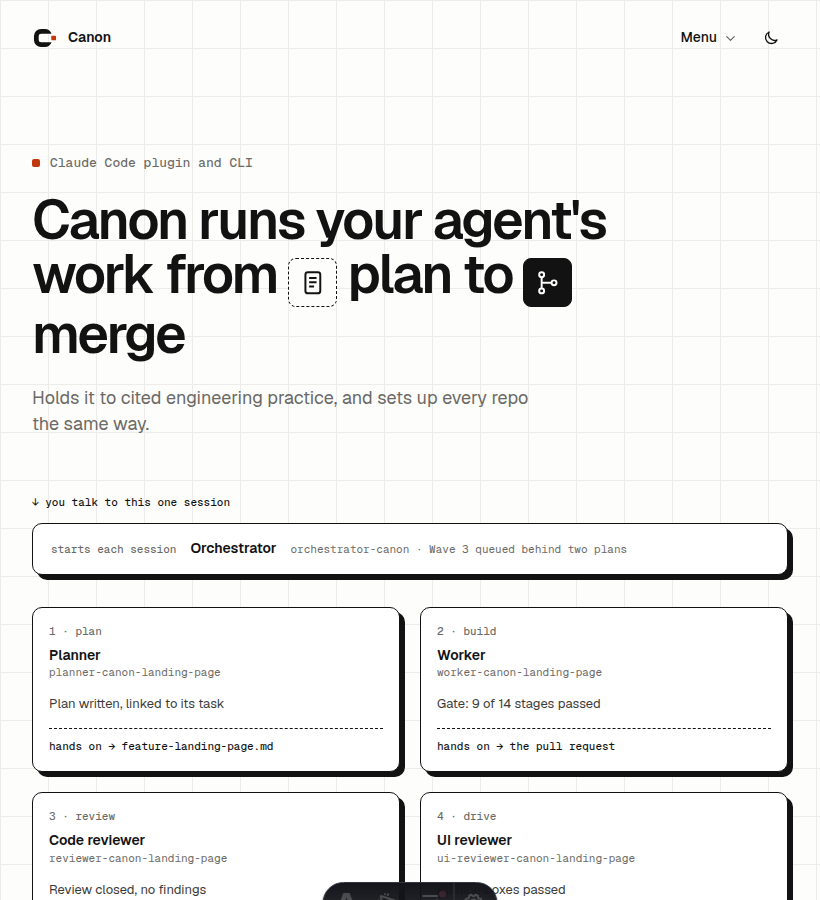 Canon
Menu
Claude Code plugin and CLI
Canon runs your agent's
work from plan to
merge
Holds it to cited engineering practice, and sets up every repo
the same way.
↓ you talk to this one session
starts each session Orchestrator orchestrator-canon · Wave 3 queued behind two plans
1 · plan
Planner
planner-canon-landing-page
Plan written, linked to its task
hands on → feature-landing-page.md
2 · build
Worker
worker-canon-landing-page
Gate: 9 of 14 stages passed
hands on → the pull request
3 · review
Code reviewer
reviewer-canon-landing-page
Review closed, no findings
4 · drive
UI reviewer
ui-reviewer-canon-landing-page
passed